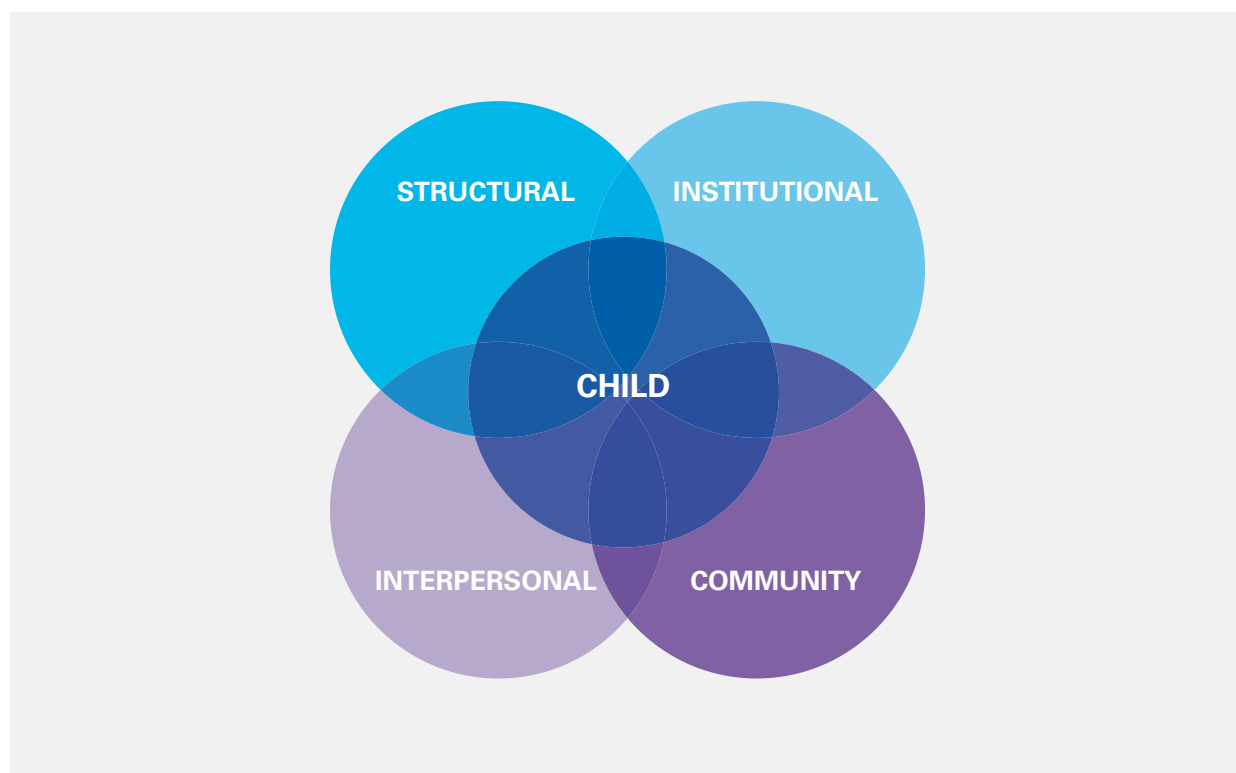 STRUCTURAL
INSTITUTIONAL
CHILD
INTERPERSONAL
COMMUNITY